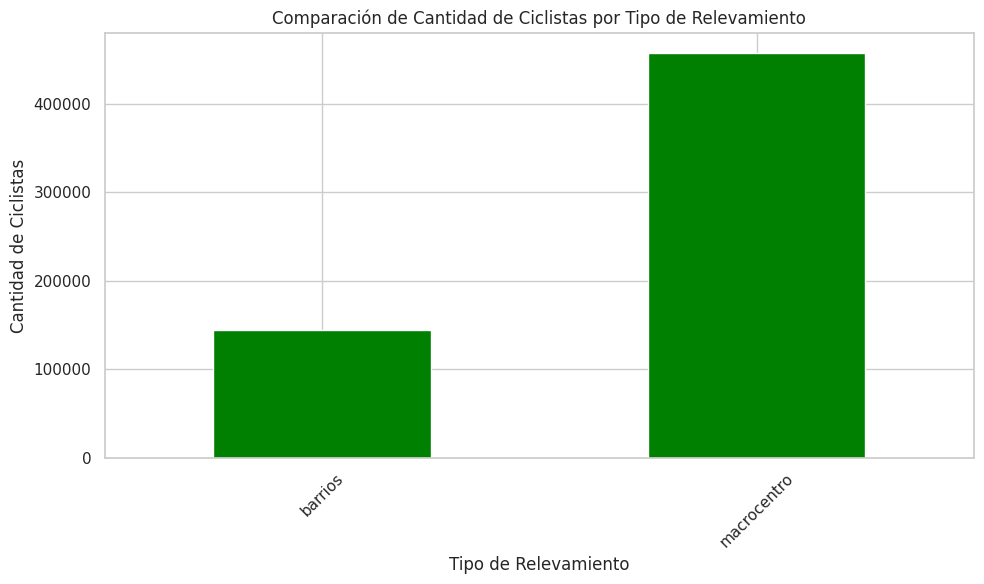 Comparación de Cantidad de Ciclistas por Tipo de Relevamiento
Cantidad de Ciclistas
400000
300000
200000
100000
0
barrios
macrocentro
Tipo de Relevamiento